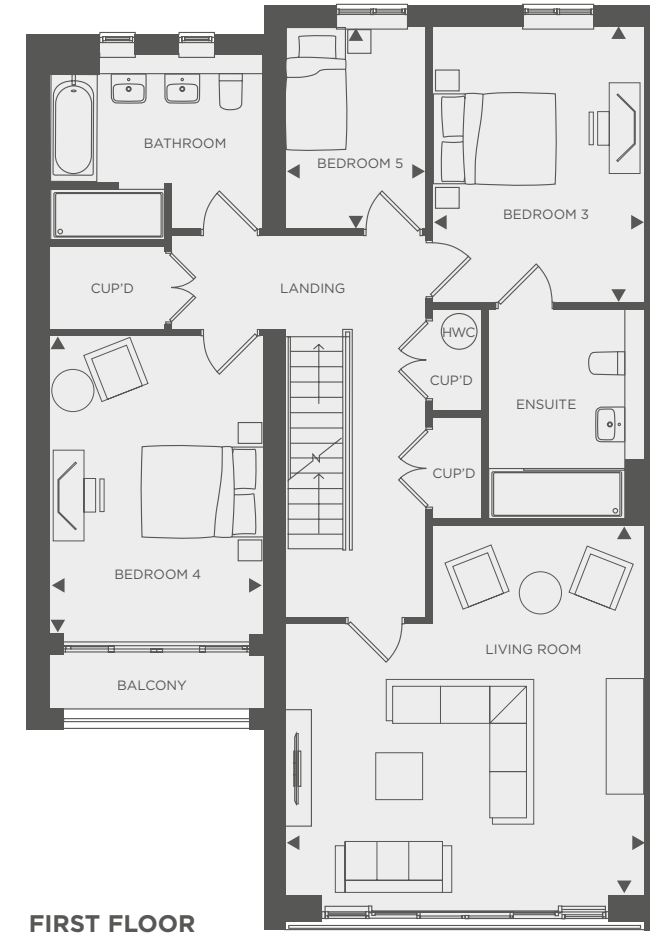 BATHROOM
BEDROOM 5
BEDROOM 3
CUP'D
LANDING
HWC
CUP'D
ENSUITE
CUP'D
BEDROOM 4
LIVING ROOM
BALCONY
FIRST FLOOR